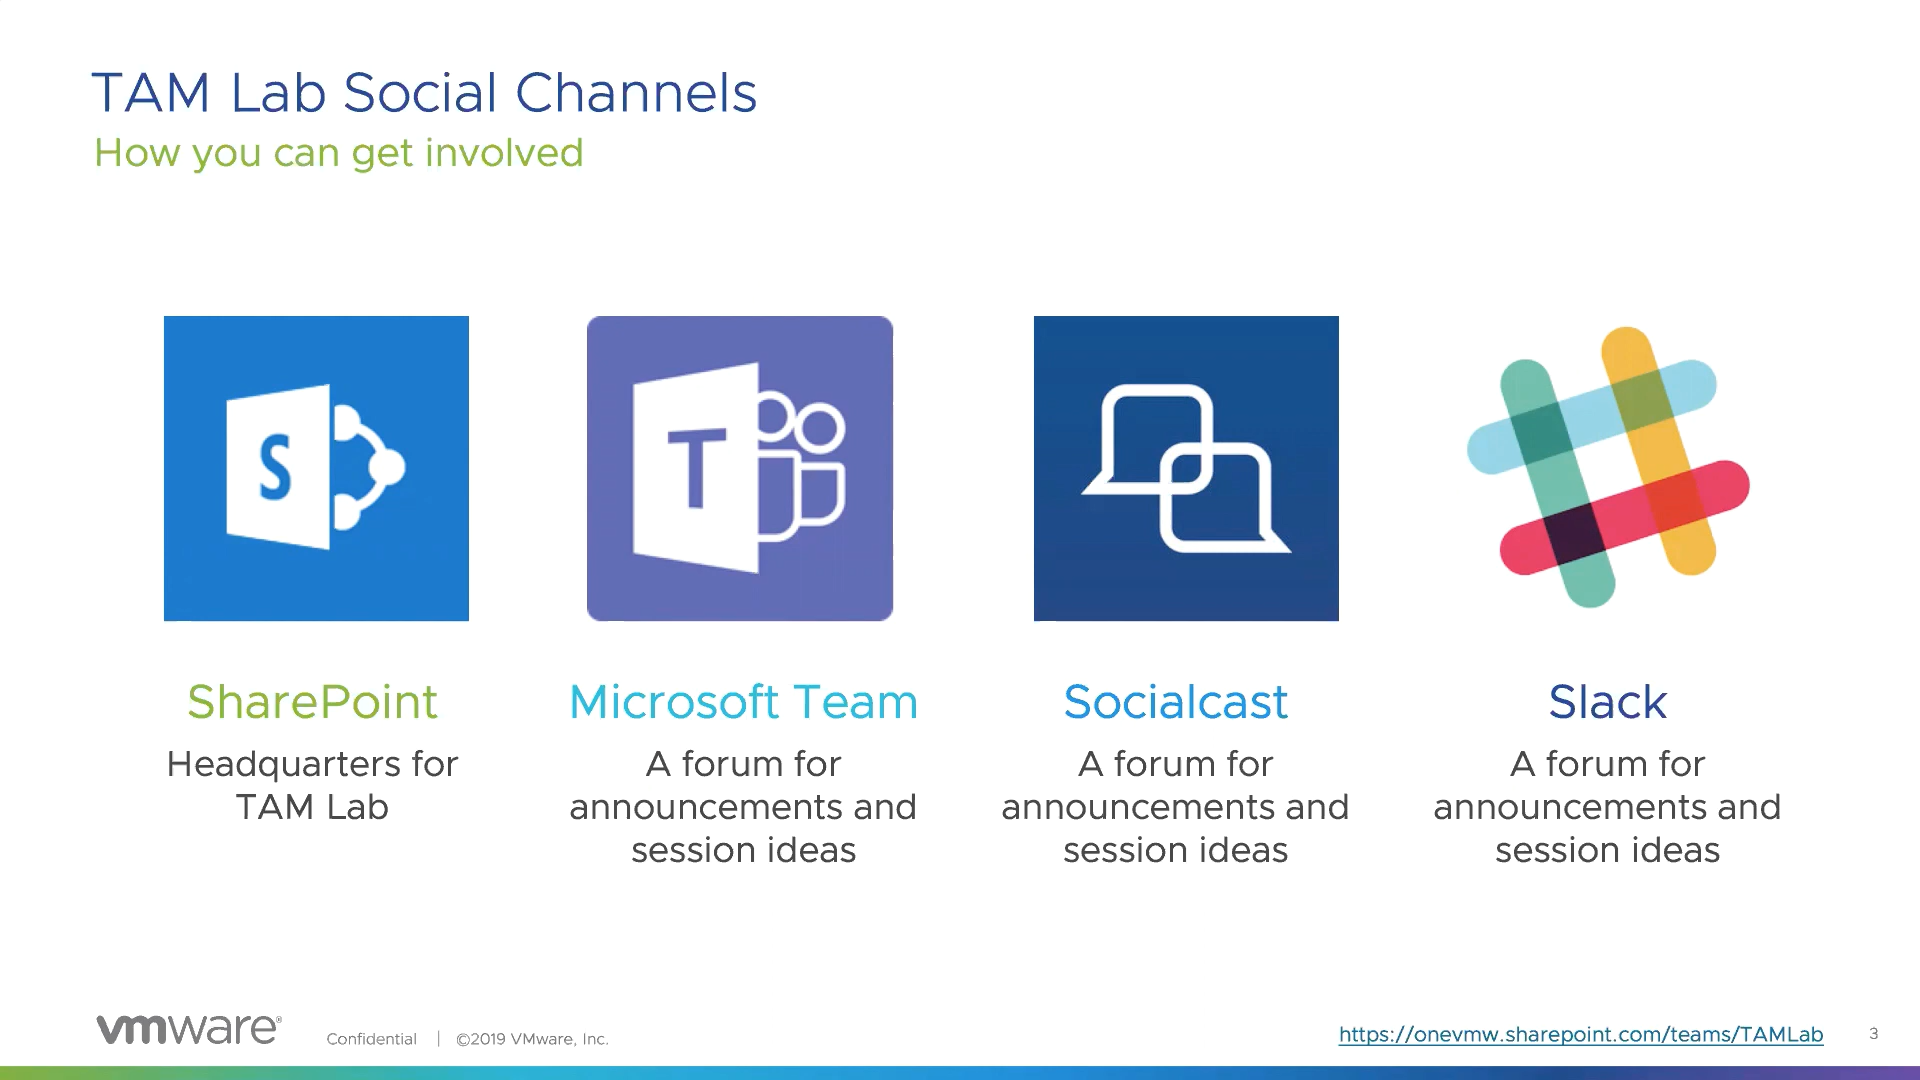 TAM Lab Social Channels
How you can get involved
S
T
SharePoint
Headquarters for
TAM Lab
Microsoft Team
A forum for
announcements and
session ideas
Socialcast
A forum for
announcements and
session ideas
Slack
A forum for
announcements and
session ideas
vmware®
Confidential | ©2019 VMware, Inc.
https://onevmw.sharepoint.com/teams/TAMLab
3